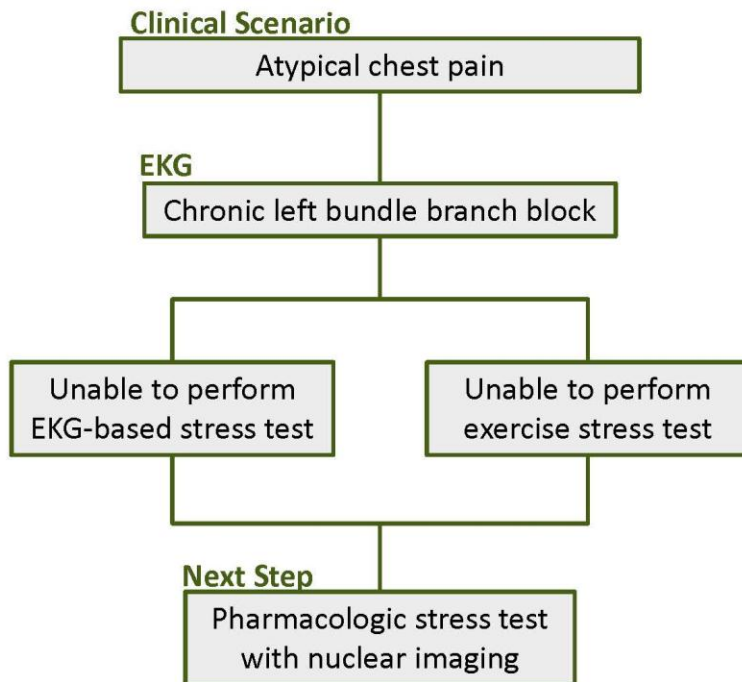 Clinical Scenario
Atypical chest pain
EKG
Chronic left bundle branch block
Unable to perform
EKG-based stress test
Unable to perform
exercise stress test
Next Step
Pharmacologic stress test
with nuclear imaging